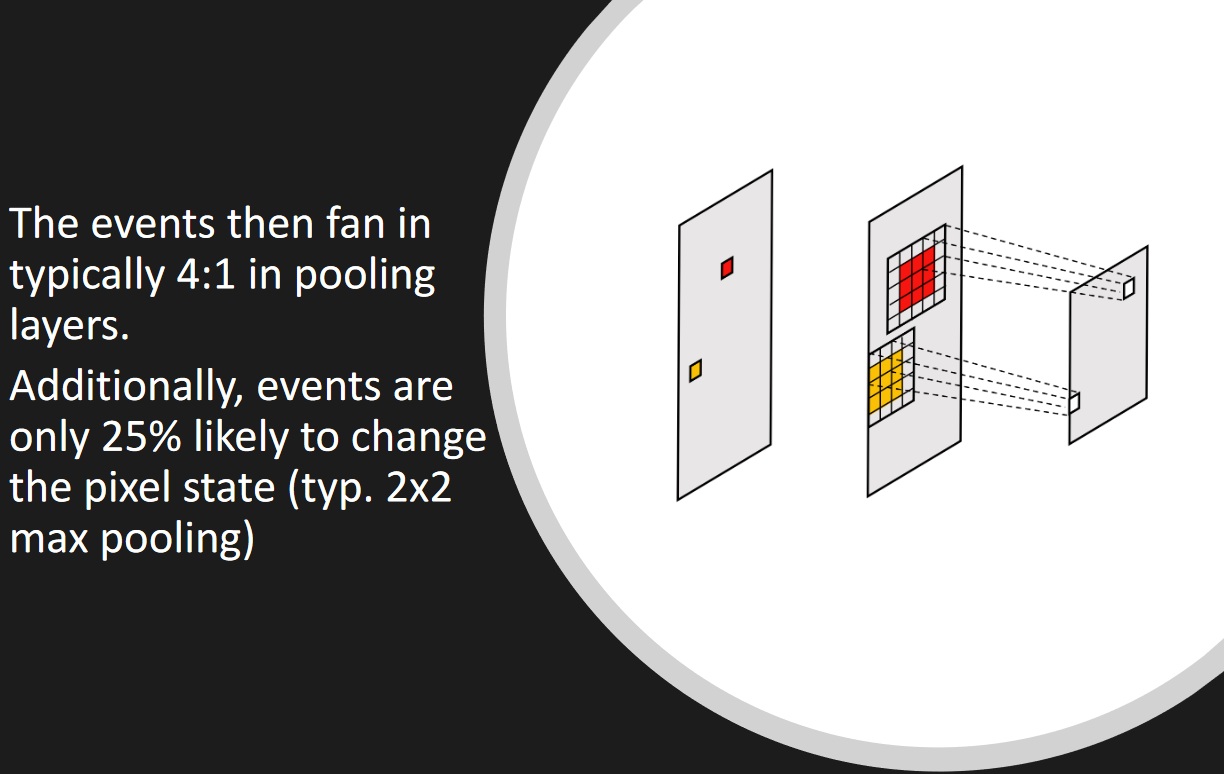 The events then fan in
typically 4:1 in pooling
layers.
Additionally, events are
only 25% likely to change
the pixel state (typ. 2x2
max pooling)